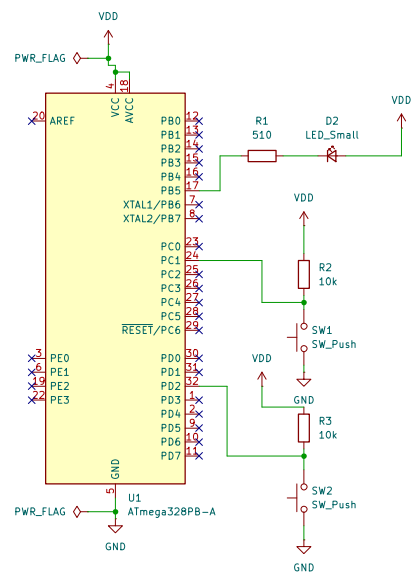 VDD
PWR_FLAG
4
18
VCC
AVCC
20
AREF
PB0
12
PB1
13
PB2
14
PB3
15
PB4
16
PB5
17
XTAL1/PB6
7
XTAL2/PB7
8
PC0
23
PC1
24
PC2
25
PC3
26
PC4
27
PC5
28
RESET/PC6
29
3
PE0
6
PE1
19
PE2
22
PE3
PD0
30
PD1
31
PD2
32
PD3
1
PD4
2
PD5
9
PD6
10
PD7
11
GND
5
U1
ATmega328PB-A
PWR_FLAG
GND
R1
510
D2
LED_Small
VDD
VDD
R2
10k
SW1
SW_Push
GND
VDD
R3
10k
SW2
SW_Push
GND